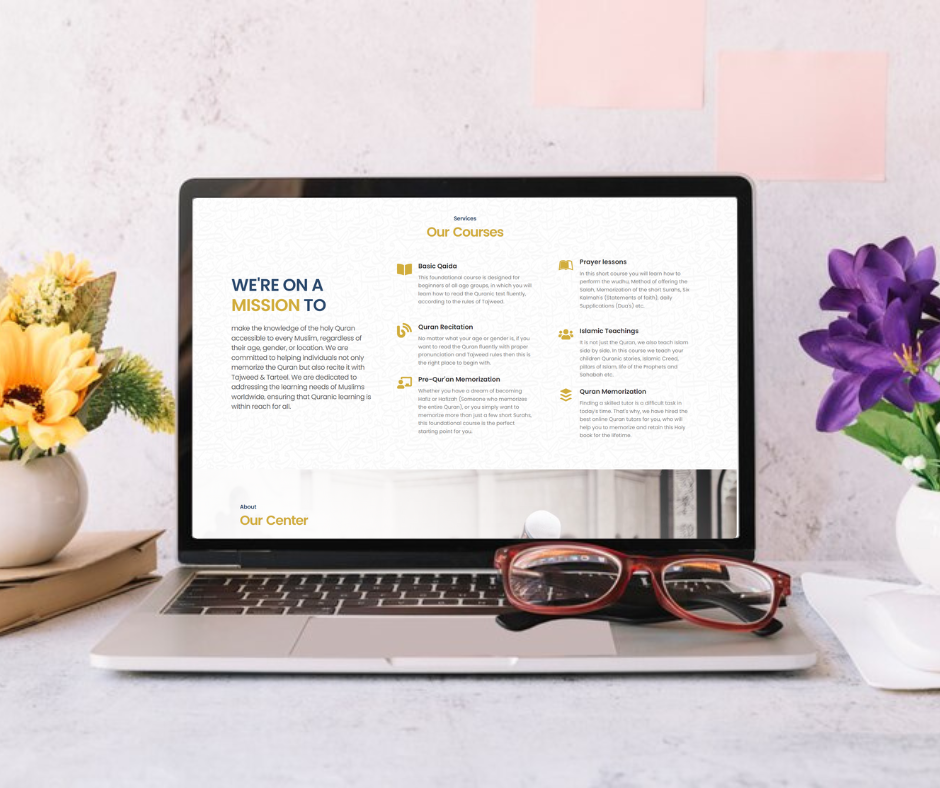 Services
Our Courses
WE'RE ON A
MISSION TO
make the knowledge of the holy Quran
accessible to every Muslim, regardless of
their age, gender, or location. We are
committed to helping individuals not only
memorize the Quran but also recite it with
Tajweed & Tarteel. We are dedicated to
addressing the learning needs of Muslims
worldwide, ensuring that Quranic learning is
within reach for all.
Basic Qaida
This foundational course is designed for
beginners of all age groups, in which you will
learn how to read the Quranic text fluently,
according to the rules of Tajweed.
Quran Recitation
No matter what your age or gender is, if you
want to read the Quran fluently with proper
pronunciation and Tajweed rules then this is
the right place to begin with.
Pre-Qur'an Memorization
Whether you have a dream of becoming
Hafiz or Hafizah (Someone who memorizes
the entire Quran), or you simply want to
memorize more than just a few short Surahs,
this foundational course is the perfect
starting point for you.
Prayer lessons
In this short course you will learn how to
perform the wudhu, Method of offering the
Salah, Memorization of the short Surahs, Six
Kalmahs (Statements of faith), daily
Supplications (Dua's) etc.
Islamic Teachings
It is not just the Quran, we also teach Islam
side by side. In this course we teach your
children Quranic stories, Islamic Creed,
pillars of Islam, life of the Prophets and
Sahabah etc.
Quran Memorization
Finding a skilled tutor is a difficult task in
today's time. That's why, we have hired the
best online Quran tutors for you, who will
help you to memorize and retain this Holy
book for the lifetime.
About
Our Center